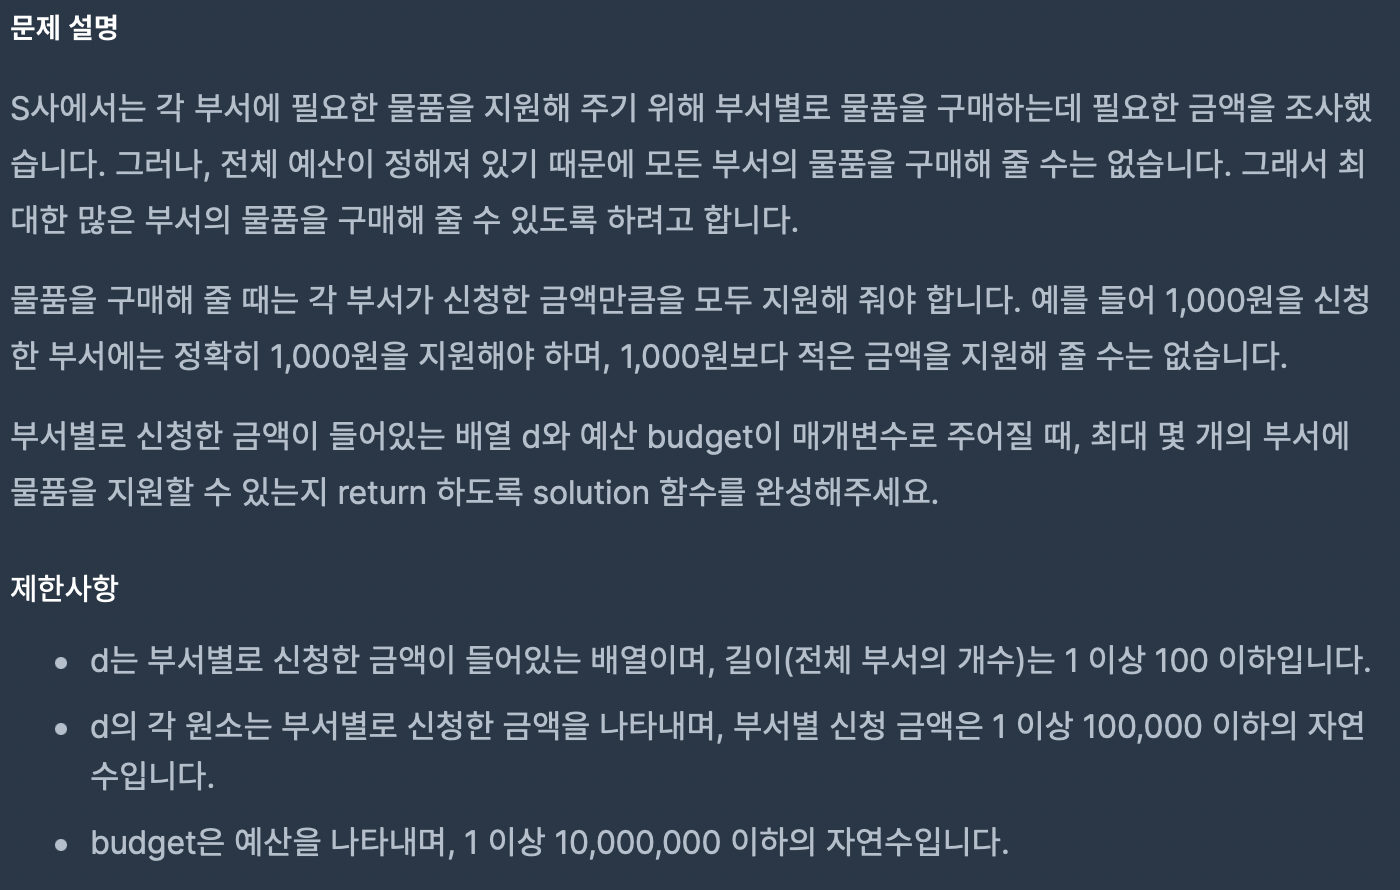 문제 설명
S사에서는 각 부서에 필요한 물품을 지원해 주기 위해 부서별로 물품을 구매하는데 필요한 금액을 조사했
습니다. 그러나, 전체 예산이 정해져 있기 때문에 모든 부서의 물품을 구매해 줄 수는 없습니다. 그래서 최
대한 많은 부서의 물품을 구매해 줄 수 있도록 하려고 합니다.
물품을 구매해 줄 때는 각 부서가 신청한 금액만큼을 모두 지원해 줘야 합니다. 예를 들어 1,000원을 신청
한 부서에는 정확히 1,000원을 지원해야 하며, 1,000원보다 적은 금액을 지원해 줄 수는 없습니다.
부서별로 신청한 금액이 들어있는 배열 d와 예산 budget이 매개변수로 주어질 때, 최대 몇 개의 부서에
물품을 지원할 수 있는지 return 하도록 solution 함수를 완성해주세요.
제한사항
• d는 부서별로 신청한 금액이 들어있는 배열이며, 길이(전체 부서의 개수)는 1 이상 100 이하입니다.
• d의 각 원소는 부서별로 신청한 금액을 나타내며, 부서별 신청 금액은 1 이상 100,000 이하의 자연
수입니다.
• budget은 예산을 나타내며, 1 이상 10,000,000 이하의 자연수입니다.